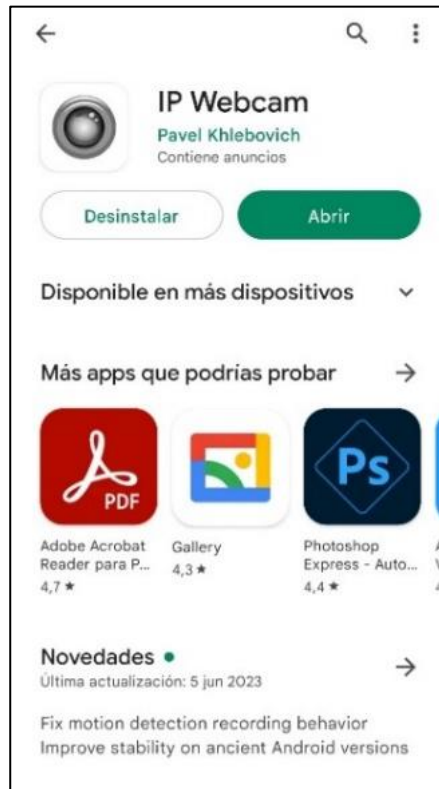 IP Webcam
Pavel Khlebovich
Contiene anuncios
Desinstalar
Abrir
Disponible en más dispositivos
Más apps que podrías probar
PDF
Ps
Adobe Acrobat
Reader para P...
4,7 ★
Gallery
4,3 ★
Photoshop
Express - Auto...
4,4 ★
Novedades
Última actualización: 5 jun 2023
Fix motion detection recording behavior
Improve stability on ancient Android versions